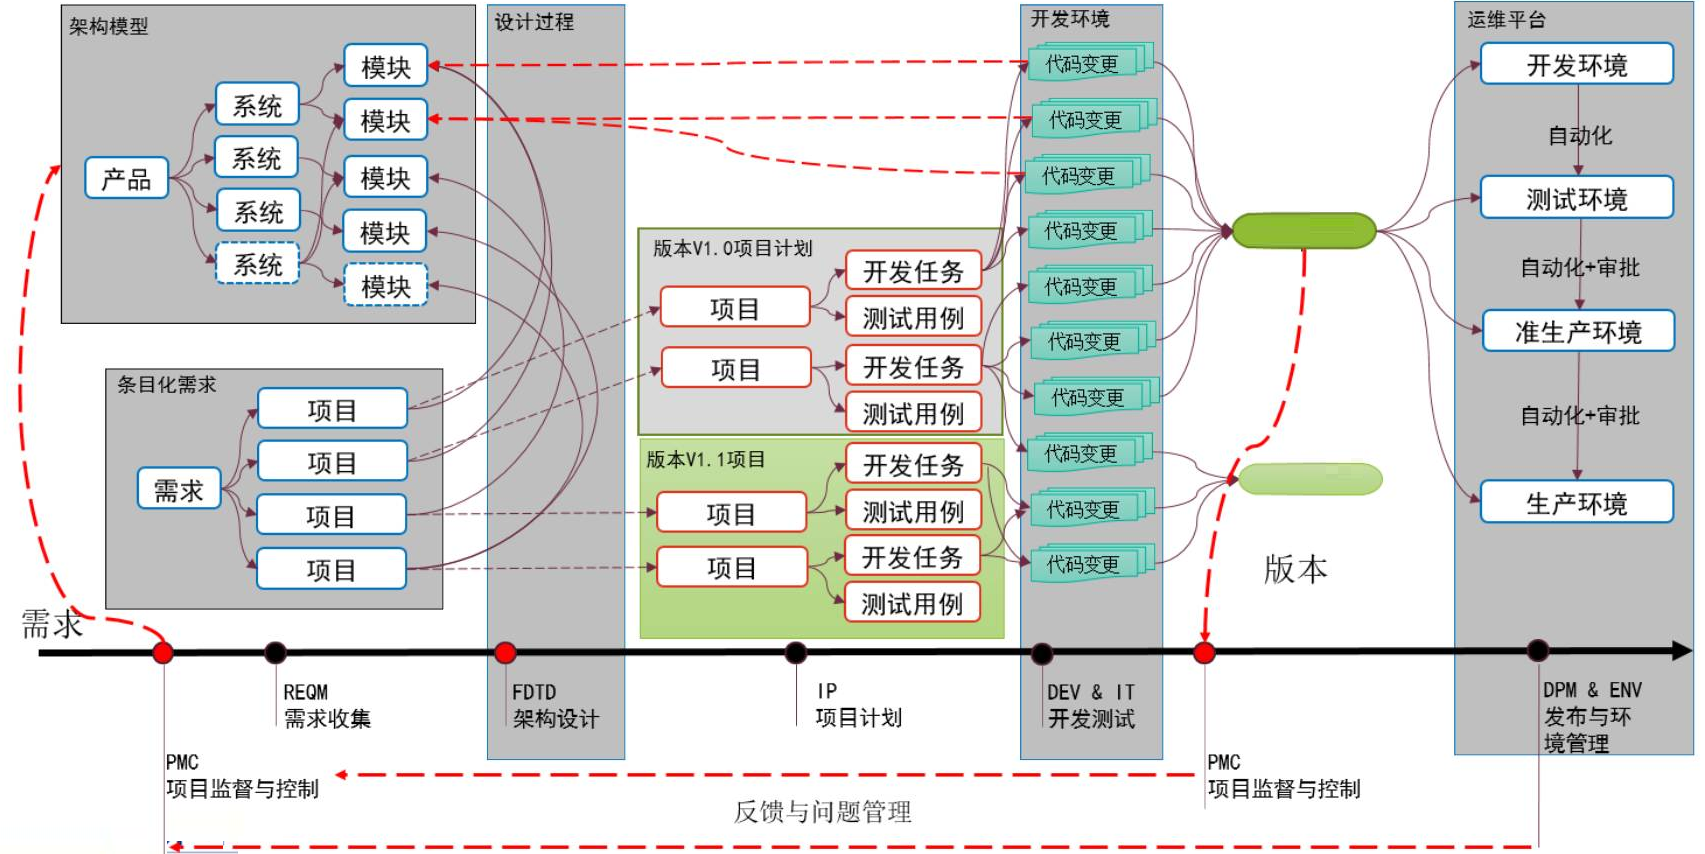 架构模型
产品
系统
系统
系统
系统
模块
模块
模块
模块
模块
条目化需求
需求
项目
项目
项目
项目
设计过程
版本V1.0项目计划
项目
开发任务
测试用例
项目
开发任务
测试用例
版本V1.1项目
项目
开发任务
测试用例
项目
开发任务
测试用例
开发环境
代码变更
代码变更
代码变更
代码变更
代码变更
代码变更
代码变更
代码变更
代码变更
代码变更
版本
运维平台
开发环境
自动化
测试环境
自动化+审批
准生产环境
自动化+审批
生产环境
需求
REQM
需求收集
FDTD
架构设计
IP
项目计划
DEV & IT
开发测试
DPM & ENV
发布与环
境管理
PMC
项目监督与控制
PMC
项目监督与控制
反馈与问题管理